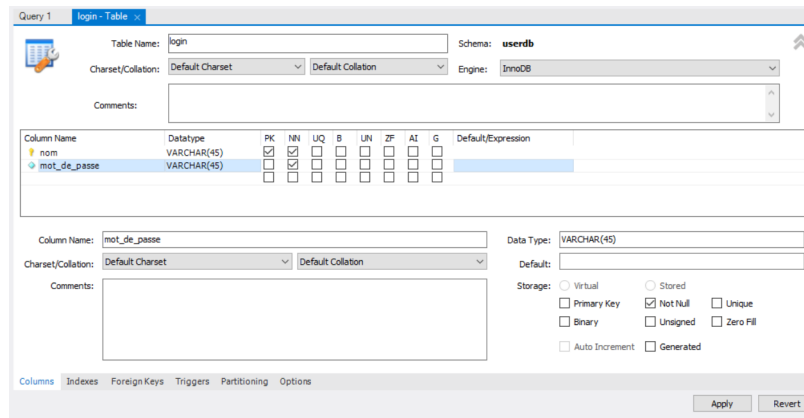 Query 1 login - Table ×
Table Name: login Schema: userdb
Charset/Collation: Default Charset Default Collation Engine: InnoDB
Comments:
Column Name Datatype PK NN UQ B UN ZF AI G Default/Expression
nom VARCHAR(45)
mot_de_passe VARCHAR(45)
Column Name: mot_de_passe Data Type: VARCHAR(45)
Charset/Collation: Default Charset Default Collation Default:
Comments: Storage: Virtual Stored
Primary Key Not Null Unique
Binary Unsigned Zero Fill
Auto Increment Generated
Columns Indexes Foreign Keys Triggers Partitioning Options
Apply Revert